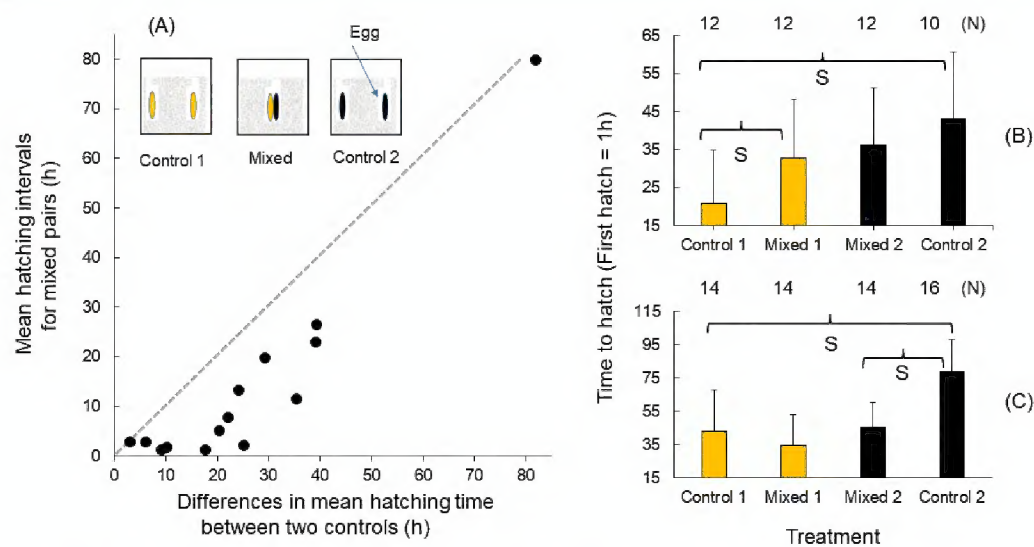 (A)
Egg
Control 1
Mixed
Control 2
Mean hatching intervals
for mixed pairs (h)
80
70
60
50
40
30
20
10
0
0
10
20
30
40
50
60
70
80
Differences in mean hatching time
between two controls (h)
12
12
12
10
(N)
65
55
45
35
25
15
S
S
(B)
Control 1
Mixed 1
Mixed 2
Control 2
Time to hatch (First hatch = 1h)
14
14
14
16
(N)
115
95
75
55
35
15
S
S
(C)
Control 1
Mixed 1
Mixed 2
Control 2
Treatment